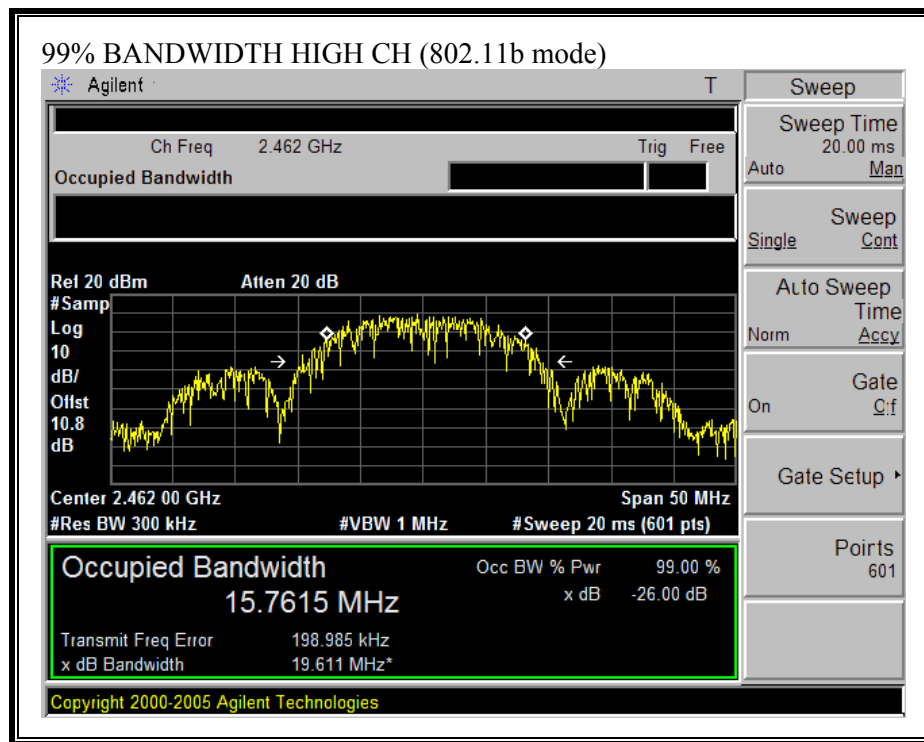 99% BANDWIDTH HIGH CH (802.11b mode)
Agilent T
Ch Freq 2.462 GHz Trig Free
Occupied Bandwidth
Ref 20 dBm Atten 20 dB
#Samp
Log
10
dB/
Offst
10.8
dB
Center 2.462 00 GHz Span 50 MHz
#Res BW 300 kHz #VBW 1 MHz #Sweep 20 ms (601 pts)
Occupied Bandwidth
15.7615 MHz
Occ BW % Pwr 99.00 %
x dB -26.00 dB
Transmit Freq Error 198.985 kHz
x dB Bandwidth 19.611 MHz*
Copyright 2000-2005 Agilent Technologies
Sweep
Sweep Time
20.00 ms
Auto Man
Sweep
Single Cont
Auto Sweep
Time
Norm Accy
Gate
On Off
Gate Setup
Points
601